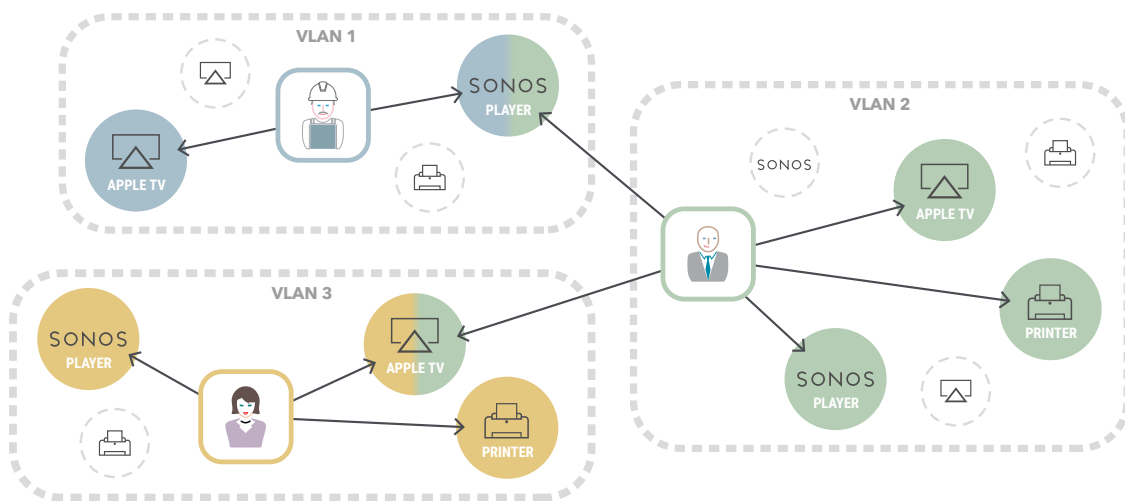 VLAN 1
SONOS
PLAYER
APPLE TV
VLAN 2
SONOS
APPLE TV
PRINTER
SONOS
PLAYER
VLAN 3
SONOS
PLAYER
APPLE TV
PRINTER